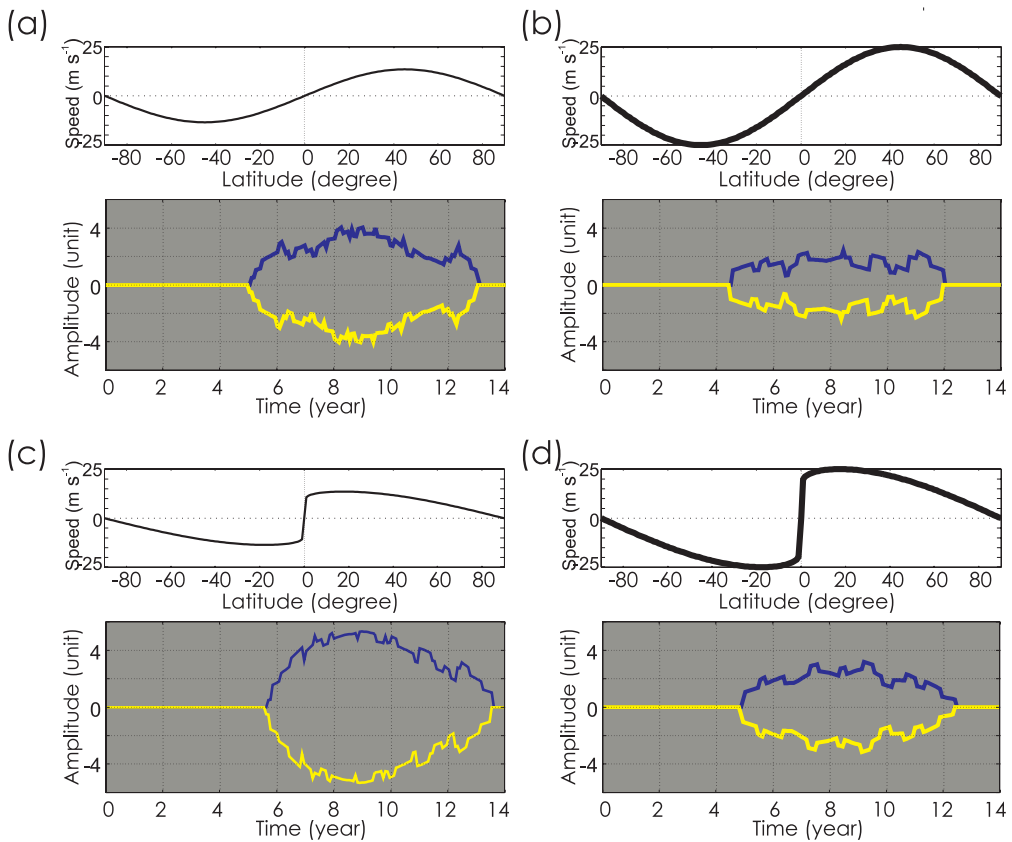 (a)
Speed (m s-1)
25
0
-25
-80 -60 -40 -20 0 20 40 60 80
Latitude (degree)
Amplitude (unit)
4
0
-4
0 2 4 6 8 10 12 14
Time (year)
(b)
Speed (m s-1)
25
0
-25
-80 -60 -40 -20 0 20 40 60 80
Latitude (degree)
Amplitude (unit)
4
0
-4
0 2 4 6 8 10 12 14
Time (year)
(c)
Speed (m s-1)
25
0
-25
-80 -60 -40 -20 0 20 40 60 80
Latitude (degree)
Amplitude (unit)
4
0
-4
0 2 4 6 8 10 12 14
Time (year)
(d)
Speed (m s-1)
25
0
-25
-80 -60 -40 -20 0 20 40 60 80
Latitude (degree)
Amplitude (unit)
4
0
-4
0 2 4 6 8 10 12 14
Time (year)